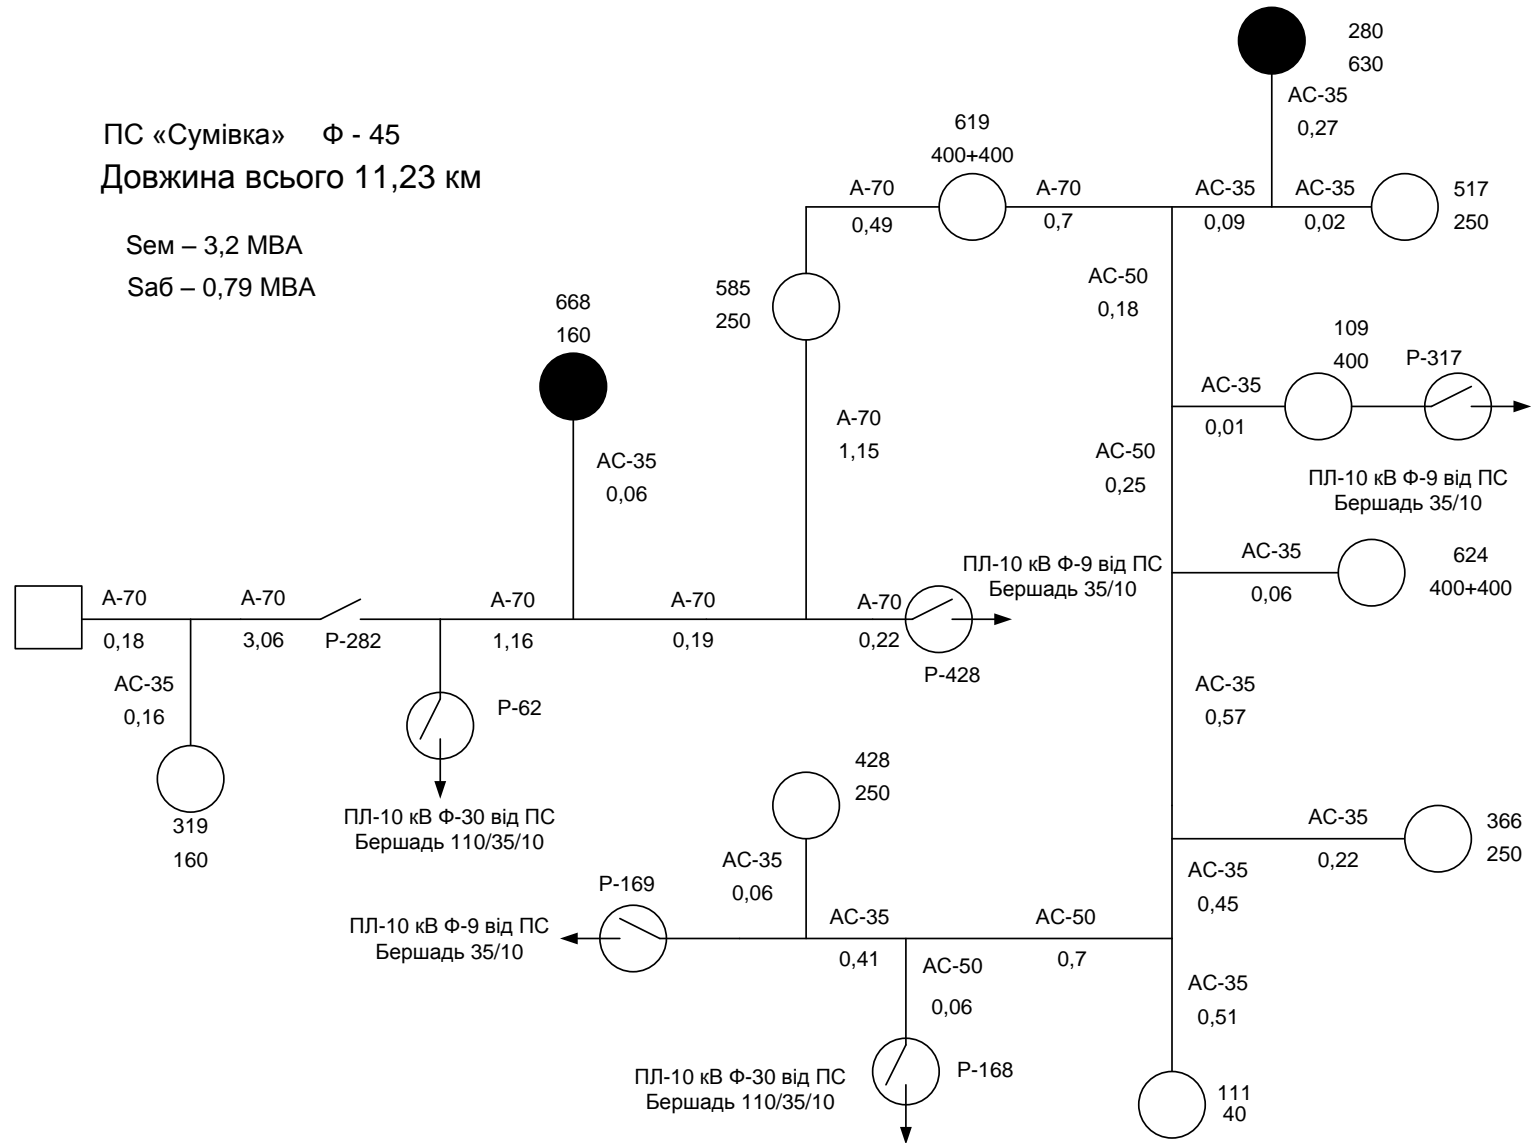 ПС «Сумівка» Ф - 45
Довжина всього 11,23 км
Sем – 3,2 МВА
Sаб – 0,79 МВА
280
630
АС-35
0,27
619
400+400
А-70
0,49
А-70
0,7
АС-35
0,09
АС-35
0,02
517
250
АС-50
0,18
585
250
668
160
109
400
Р-317
АС-35
0,01
А-70
1,15
АС-50
0,25
АС-35
0,06
ПЛ-10 кВ Ф-9 від ПС
Бершадь 35/10
ПЛ-10 кВ Ф-9 від ПС
Бершадь 35/10
АС-35
0,06
624
400+400
А-70
0,18
А-70
3,06
Р-282
А-70
1,16
А-70
0,19
А-70
0,22
Р-428
АС-35
0,16
319
160
Р-62
ПЛ-10 кВ Ф-30 від ПС
Бершадь 110/35/10
АС-35
0,57
428
250
АС-35
0,06
АС-35
0,22
366
250
АС-35
0,45
Р-169
ПЛ-10 кВ Ф-9 від ПС
Бершадь 35/10
АС-35
0,41
АС-50
0,7
АС-50
0,06
АС-35
0,51
Р-168
ПЛ-10 кВ Ф-30 від ПС
Бершадь 110/35/10
111
40